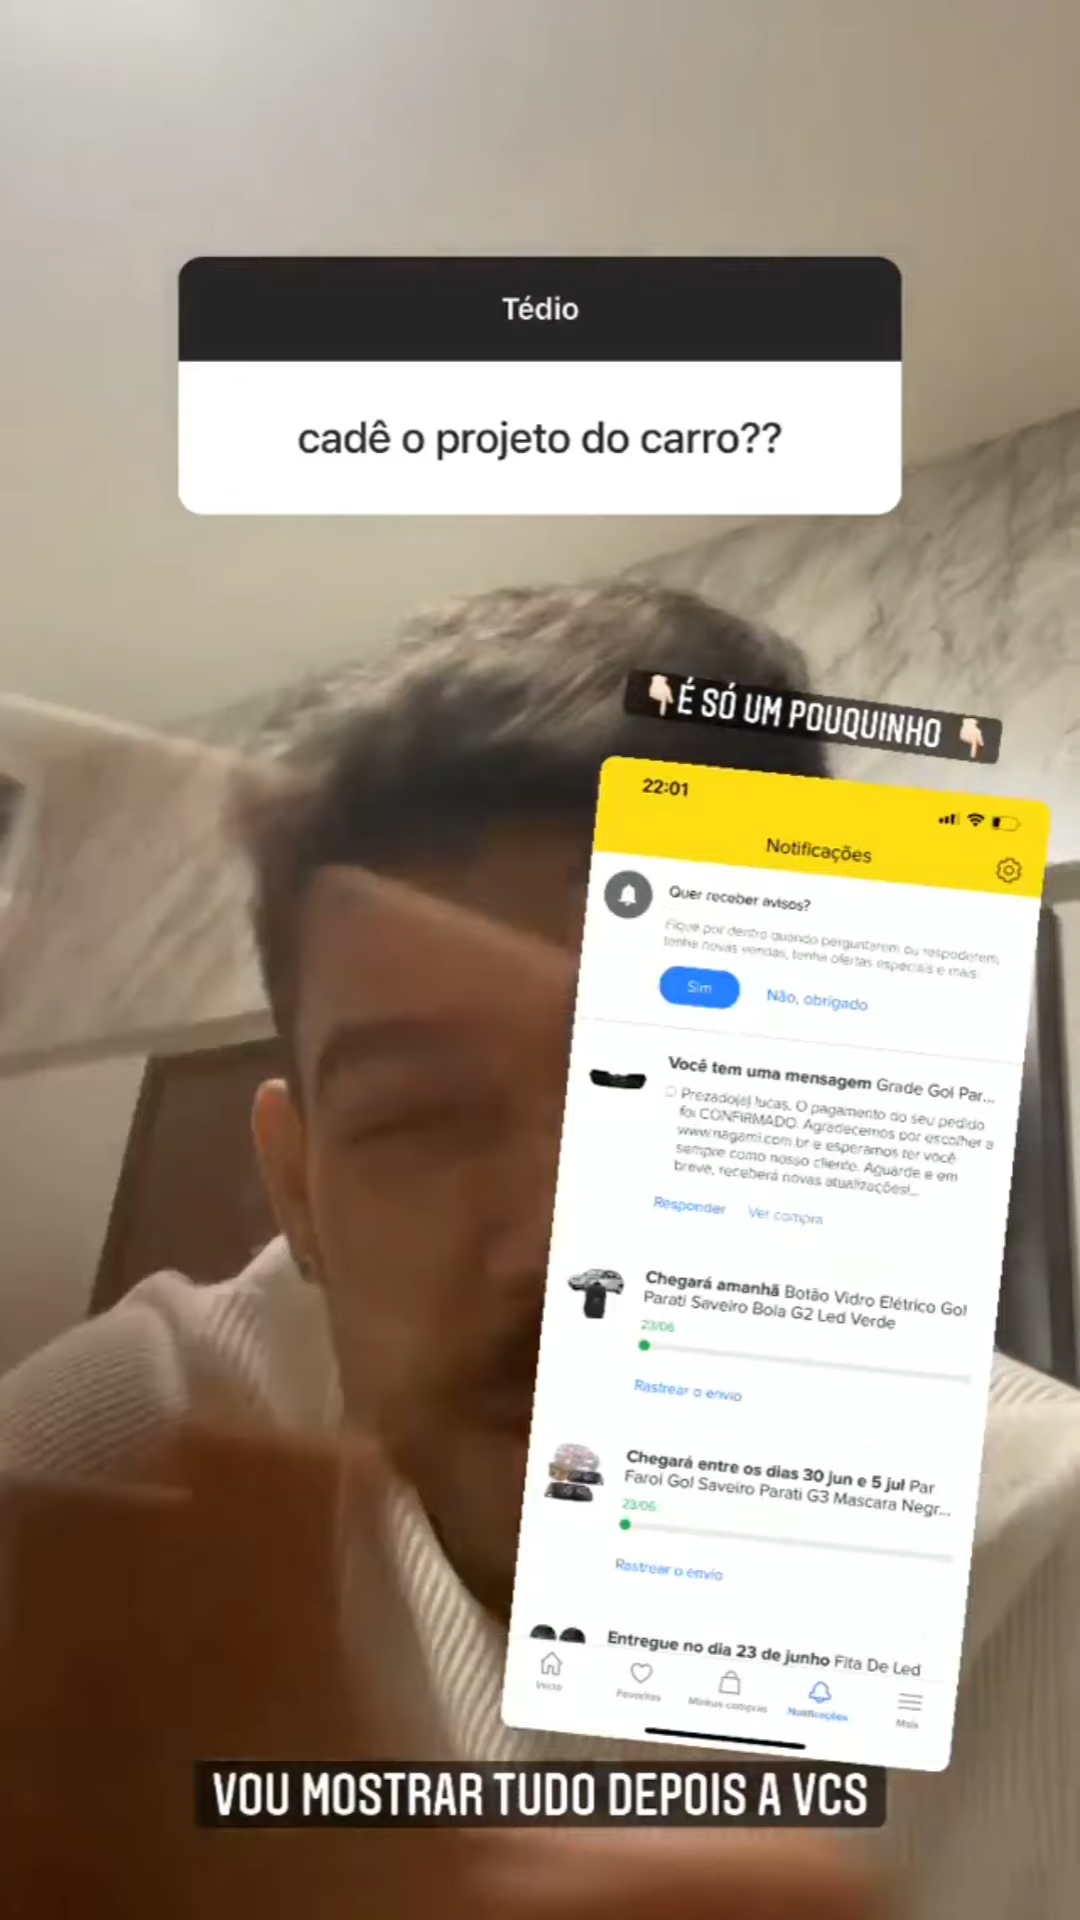 Tédio
cadê o projeto do carro??
👇🏻É SÓ UM POUQUINHO 👇🏻
22:01
Notificações
Quer receber avisos?
Fique por dentro quando perguntarem ou respoderem,
tenha novas vendas, tenha ofertas especiais e mais.
Sim
Não, obrigado
Você tem uma mensagem Grade Gol Par...
Prezado(a) lucas, O pagamento do seu pedido
foi CONFIRMADO. Agradecemos por escolher a
www.nagami.com.br e esperamos ter você
sempre como nosso cliente. Aguarde e em
breve, receberá novas atualizações!...
Responder Ver compra
Chegará amanhã Botão Vidro Elétrico Gol
Parati Saveiro Bola G2 Led Verde
23/06
Rastrear o envio
Chegará entre os dias 30 jun e 5 jul Par
Farol Gol Saveiro Parati G3 Mascara Negr...
23/06
Rastrear o envio
Entregue no dia 23 de junho Fita De Led
Início Favoritos Minhas compras Notificações Mais
VOU MOSTRAR TUDO DEPOIS A VCS